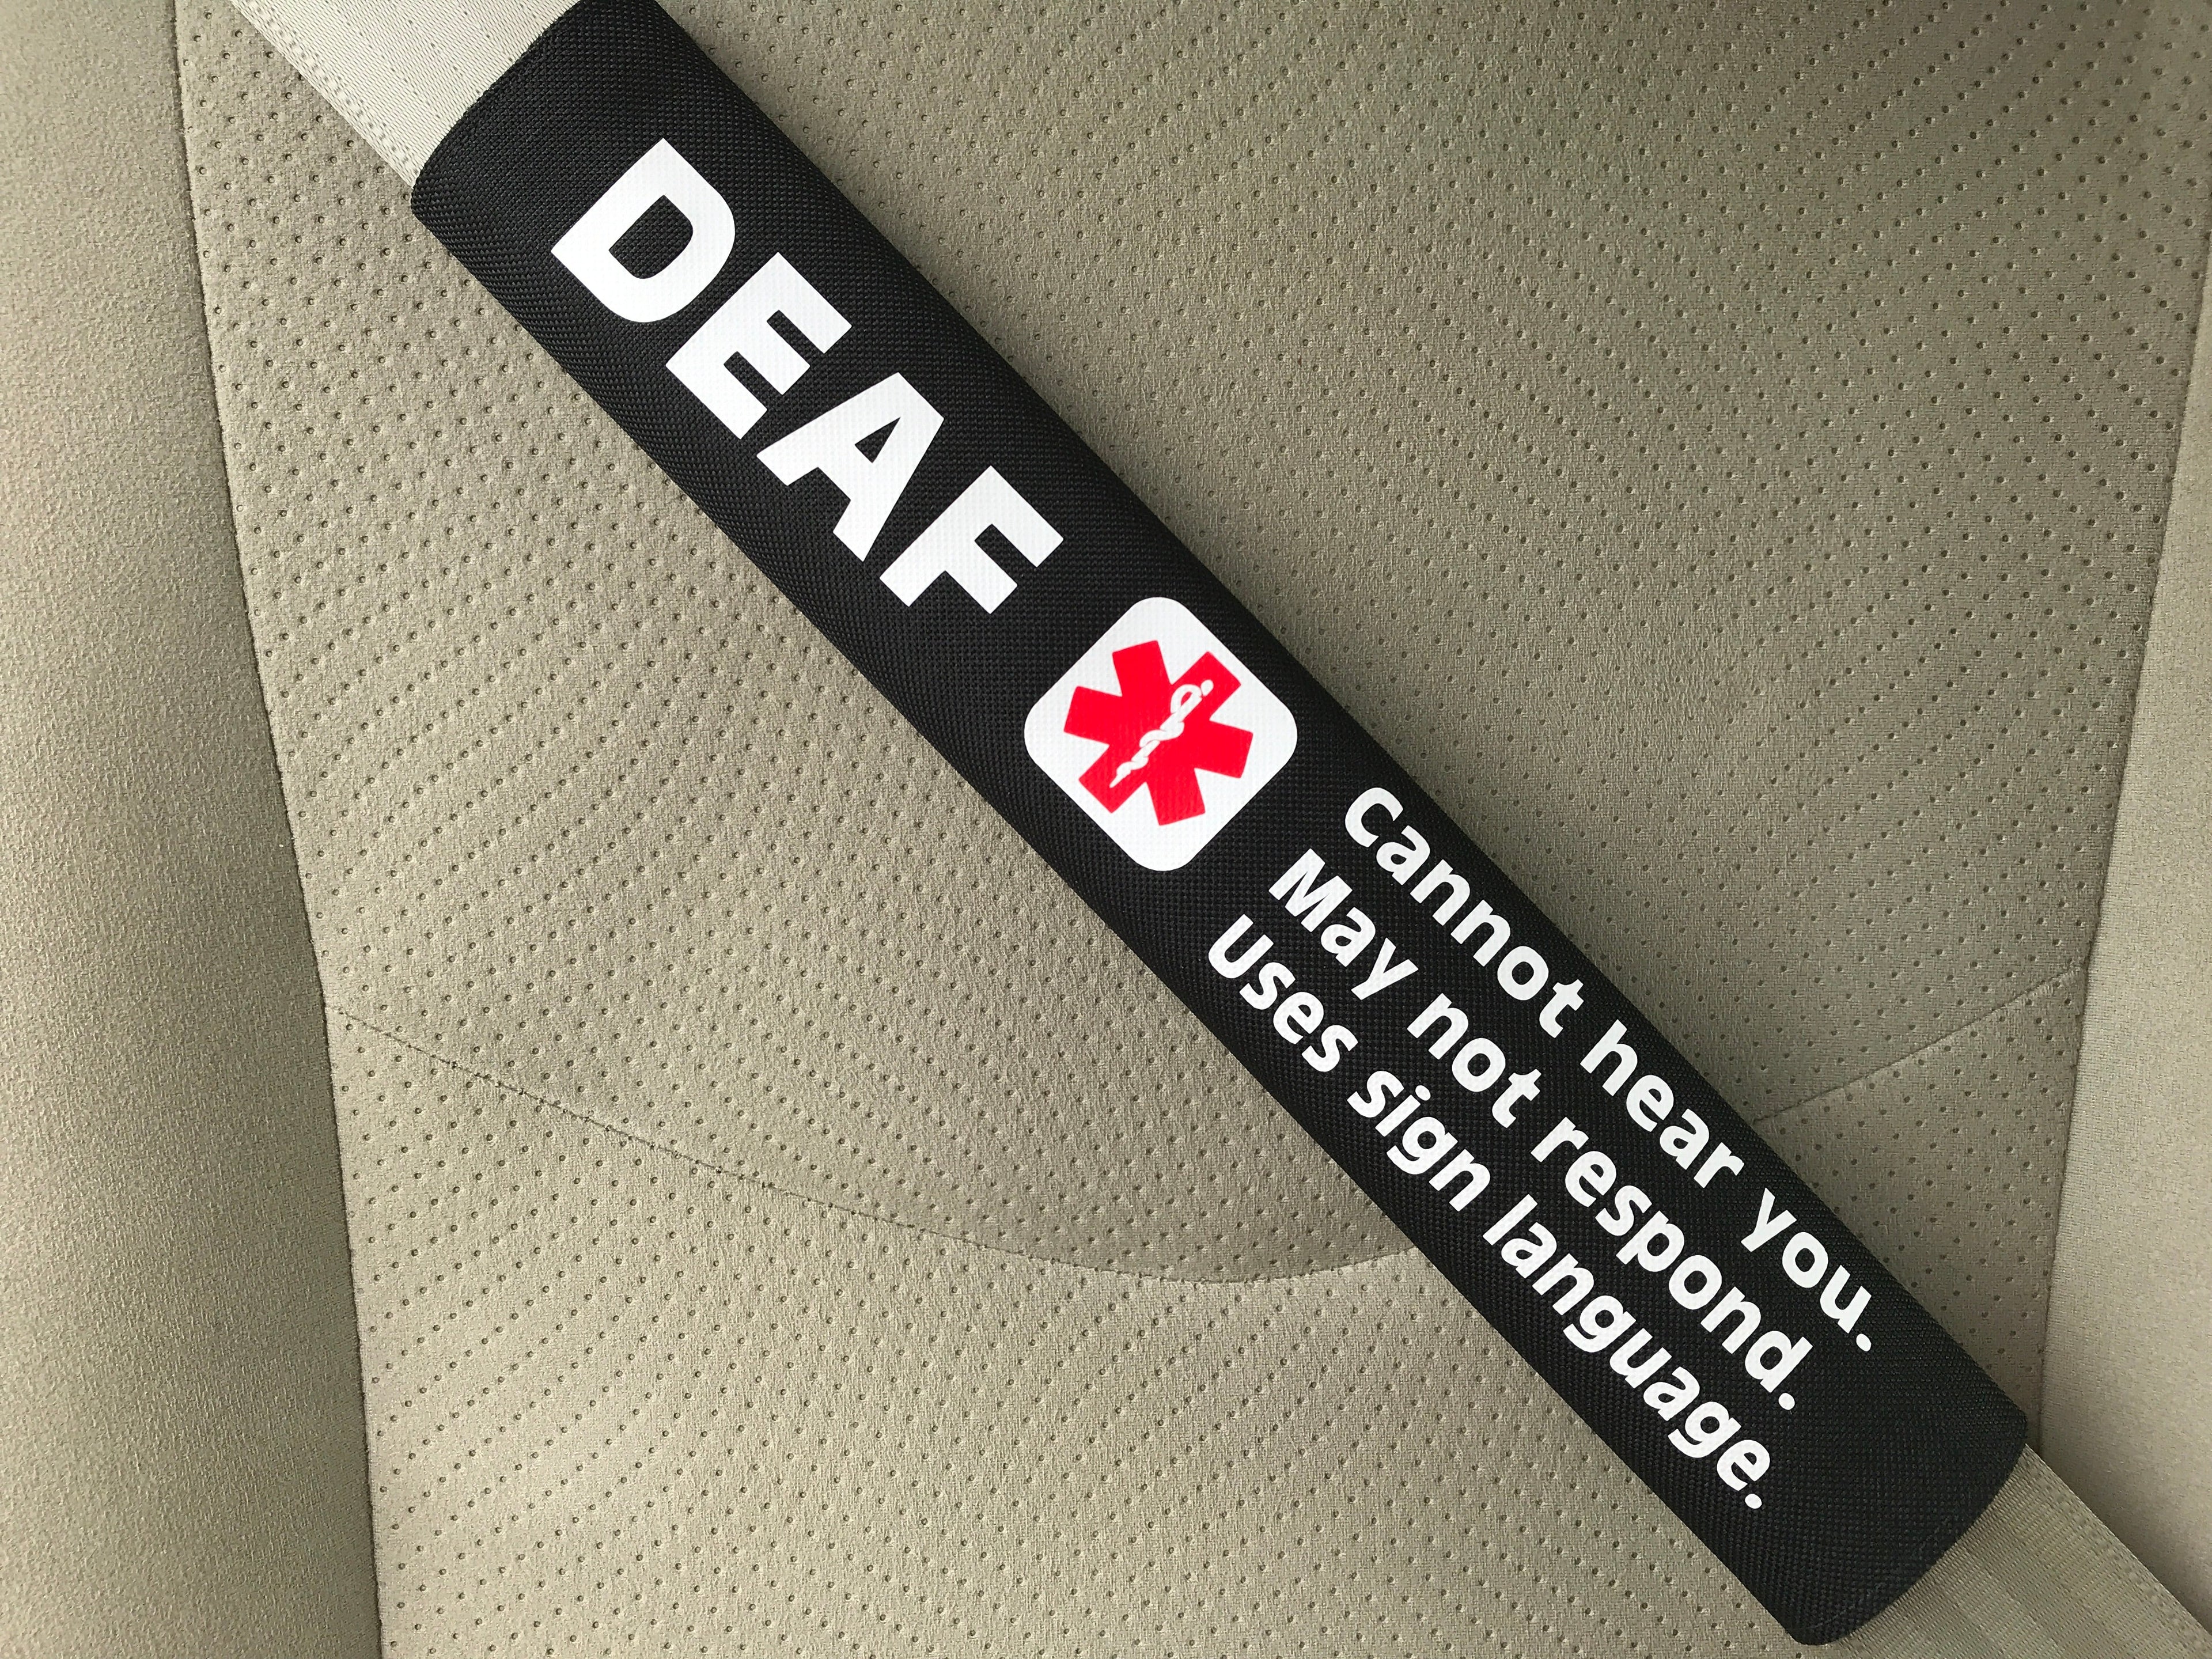 DEAF
Cannot hear you.
May not respond.
Uses sign language.